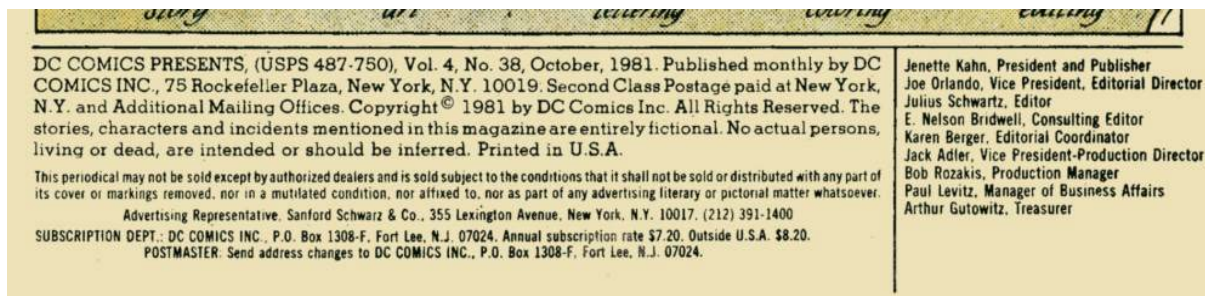 story art lettering coloring editing
DC COMICS PRESENTS, (USPS 487-750), Vol. 4, No. 38, October, 1981. Published monthly by DC
COMICS INC., 75 Rockefeller Plaza, New York, N.Y. 10019. Second Class Postage paid at New York,
N.Y. and Additional Mailing Offices. Copyright © 1981 by DC Comics Inc. All Rights Reserved. The
stories, characters and incidents mentioned in this magazine are entirely fictional. No actual persons,
living or dead, are intended or should be inferred. Printed in U.S.A.
This periodical may not be sold except by authorized dealers and is sold subject to the conditions that it shall not be sold or distributed with any part of
its cover or markings removed, nor in a mutilated condition, nor affixed to, nor as part of any advertising literary or pictorial matter whatsoever.
Advertising Representative, Sanford Schwarz & Co., 355 Lexington Avenue, New York, N.Y. 10017. (212) 391-1400
SUBSCRIPTION DEPT.: DC COMICS INC., P.O. Box 1308-F, Fort Lee, N.J. 07024. Annual subscription rate $7.20. Outside U.S.A. $8.20.
POSTMASTER: Send address changes to DC COMICS INC., P.O. Box 1308-F, Fort Lee, N.J. 07024.
Jenette Kahn, President and Publisher
Joe Orlando, Vice President, Editorial Director
Julius Schwartz, Editor
E. Nelson Bridwell, Consulting Editor
Karen Berger, Editorial Coordinator
Jack Adler, Vice President-Production Director
Bob Rozakis, Production Manager
Paul Levitz, Manager of Business Affairs
Arthur Gutowitz, Treasurer